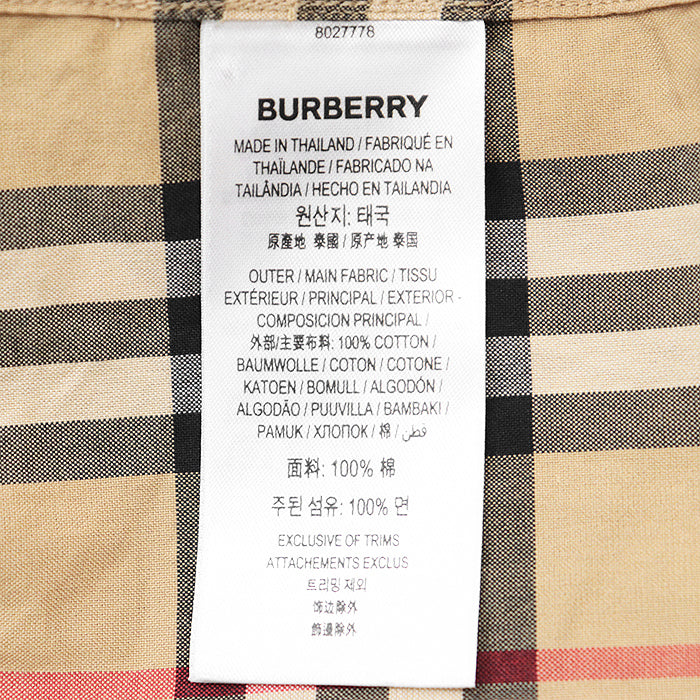 8027778
BURBERRY
MADE IN THAILAND / FABRIQUÉ EN
THAÏLANDE / FABRICADO NA
TAILÂNDIA / HECHO EN TAILANDIA
원산지: 태국
原產地 泰國 / 原产地 泰国
OUTER / MAIN FABRIC / TISSU
EXTÉRIEUR / PRINCIPAL / EXTERIOR -
COMPOSICION PRINCIPAL /
外部/主要布料: 100% COTTON /
BAUMWOLLE / COTON / COTONE /
KATOEN / BOMULL / ALGODÓN /
ALGODÃO / PUUVILLA / BAMBAKI /
PAMUK / ХЛОПОК / 棉 / قطن
面料: 100% 棉
주된 섬유: 100% 면
EXCLUSIVE OF TRIMS
ATTACHEMENTS EXCLUS
트리밍 제외
饰边除外
飾邊除外